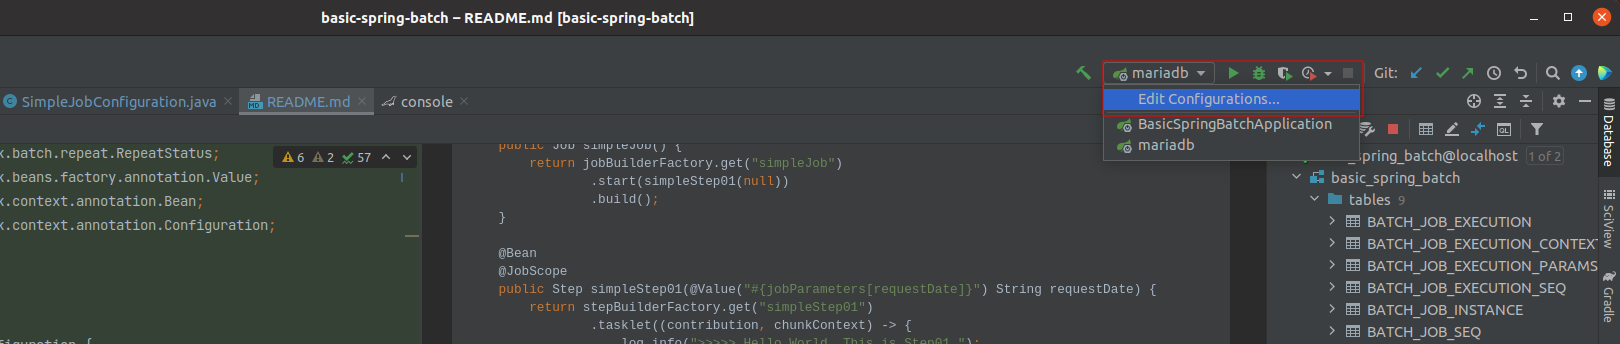 basic-spring-batch – README.md [basic-spring-batch]
mariadb
Git:
SimpleJobConfiguration.java
README.md
console
Edit Configurations...
BasicSpringBatchApplication
mariadb
6 2 57
k.batch.repeat.RepeatStatus;
k.beans.factory.annotation.Value;
k.context.annotation.Bean;
k.context.annotation.Configuration;
public Job simpleJob() {
return jobBuilderFactory.get("simpleJob")
.start(simpleStep01(null))
.build();
}
@Bean
@JobScope
public Step simpleStep01(@Value("#{jobParameters[requestDate]}") String requestDate) {
return stepBuilderFactory.get("simpleStep01")
.tasklet((contribution, chunkContext) -> {
log.info(">>>>> Hello World. This is Step01.");
QL
_spring_batch@localhost 1 of 2
basic_spring_batch
tables 9
BATCH_JOB_EXECUTION
BATCH_JOB_EXECUTION_CONTEXT
BATCH_JOB_EXECUTION_PARAMS
BATCH_JOB_EXECUTION_SEQ
BATCH_JOB_INSTANCE
BATCH_JOB_SEQ
Database
SciView
Gradle